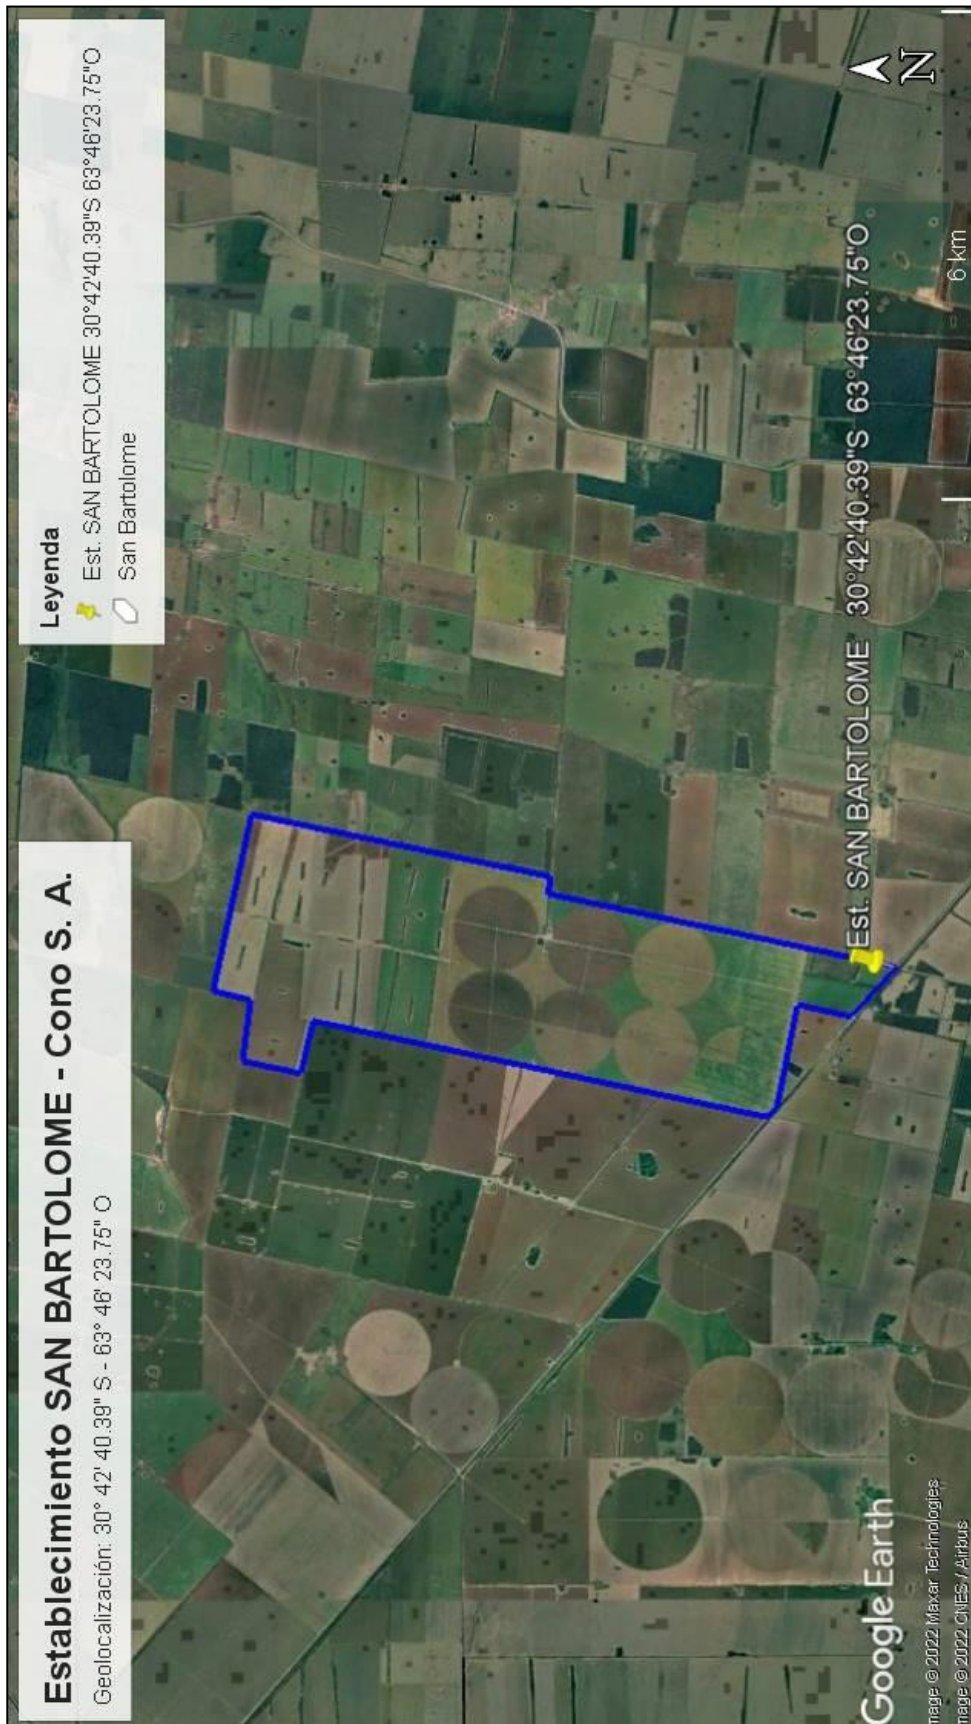 Establecimiento SAN BARTOLOME - Cono S. A.
Geolocalización: 30° 42' 40.39" S - 63° 46' 23.75" O
Leyenda
Est. SAN BARTOLOME 30°42'40.39"S 63°46'23.75"O
San Bartolome
Est. SAN BARTOLOME 30°42'40.39"S 63°46'23.75"O
Google Earth
mage © 2022 Maxar Technologies
mage © 2022 CNES / Airbus
6 km
N